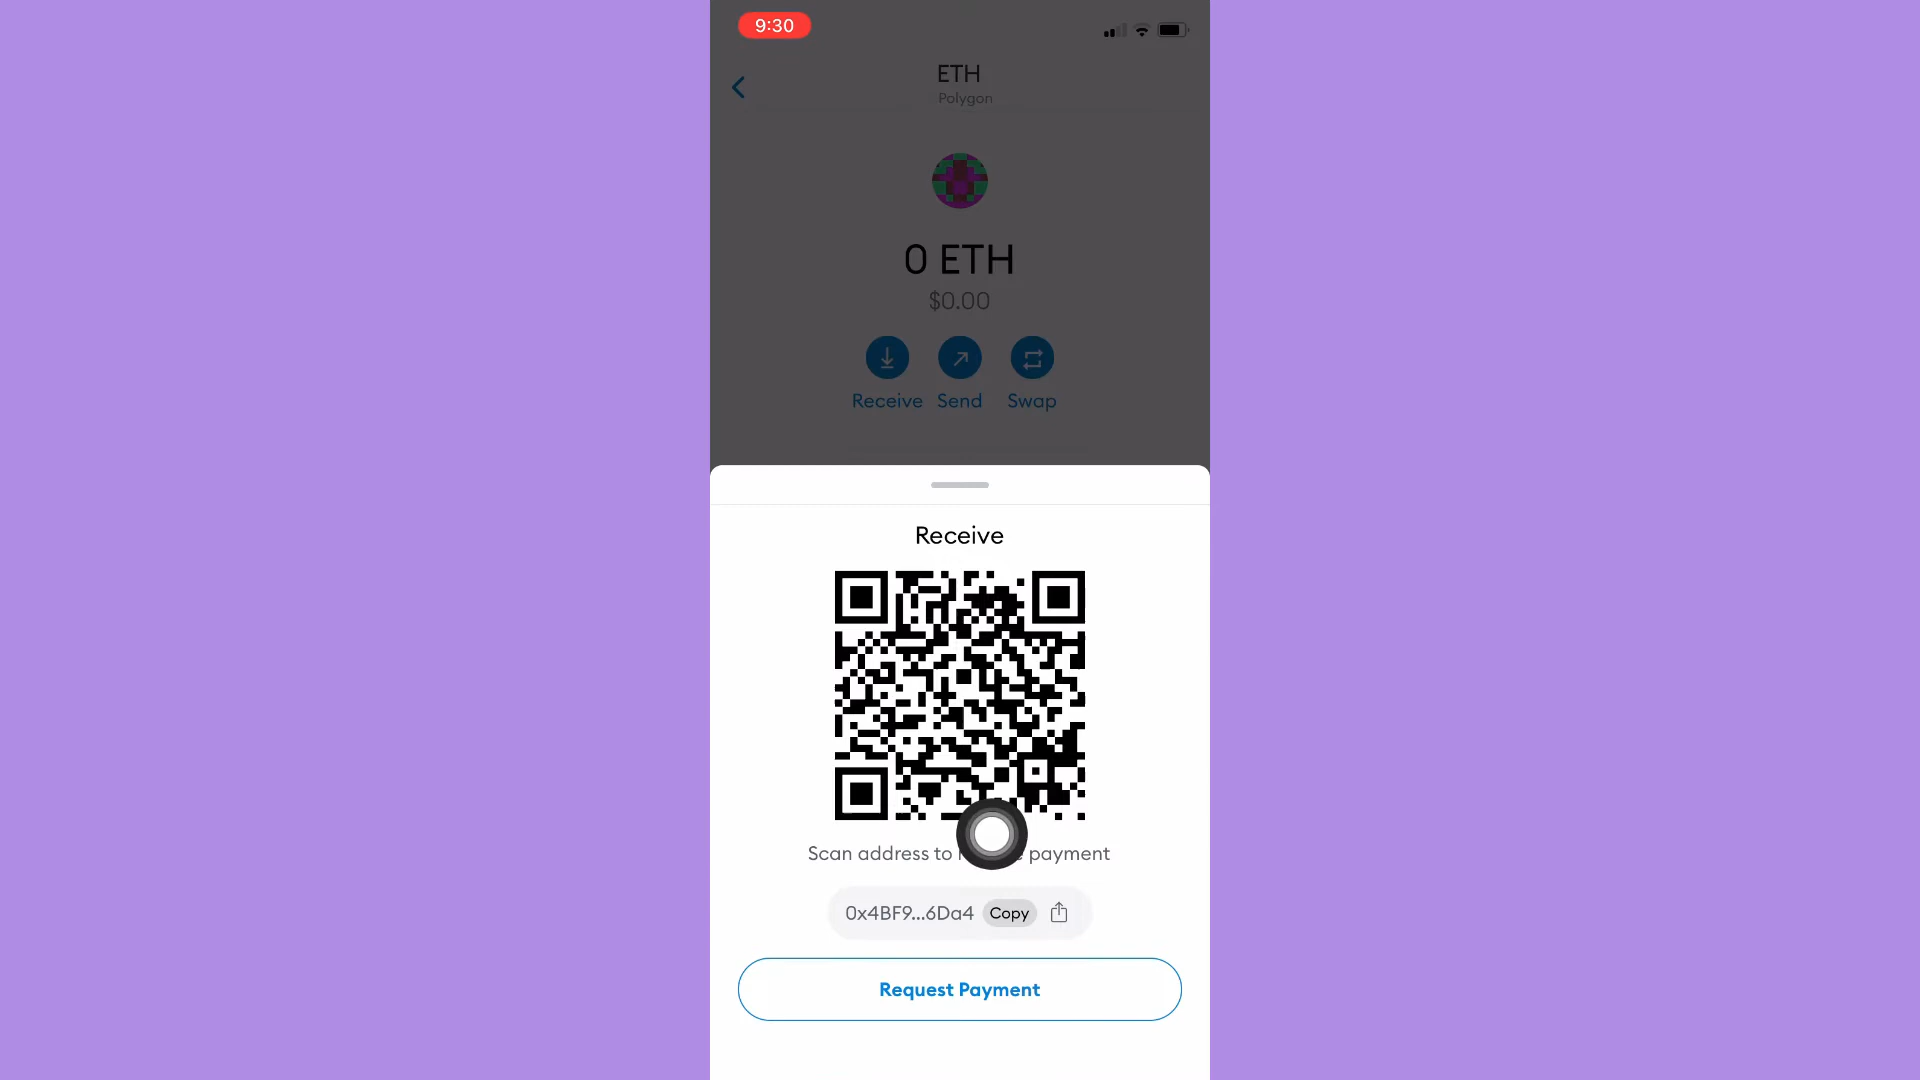 9:30
ETH
Polygon
0 ETH
$0.00
Receive Send Swap
Receive
Scan address to payment
0x4BF9...6Da4 Copy
Request Payment